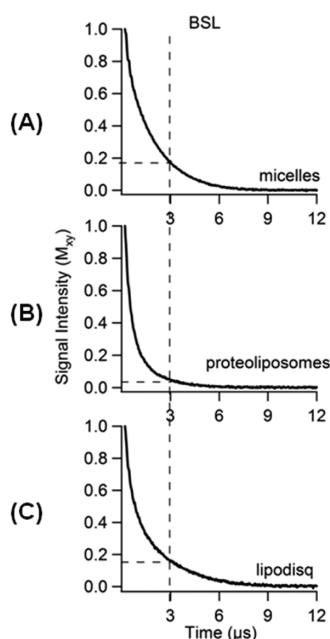 BSL
(A)
1.0
0.8
0.6
0.4
0.2
0.0
micelles
3 6 9 12
(B)
1.0
0.8
0.6
0.4
0.2
0.0
Signal Intensity (Mxy)
proteoliposomes
3 6 9 12
(C)
1.0
0.8
0.6
0.4
0.2
0.0
lipodisq
3 6 9 12
Time (µs)